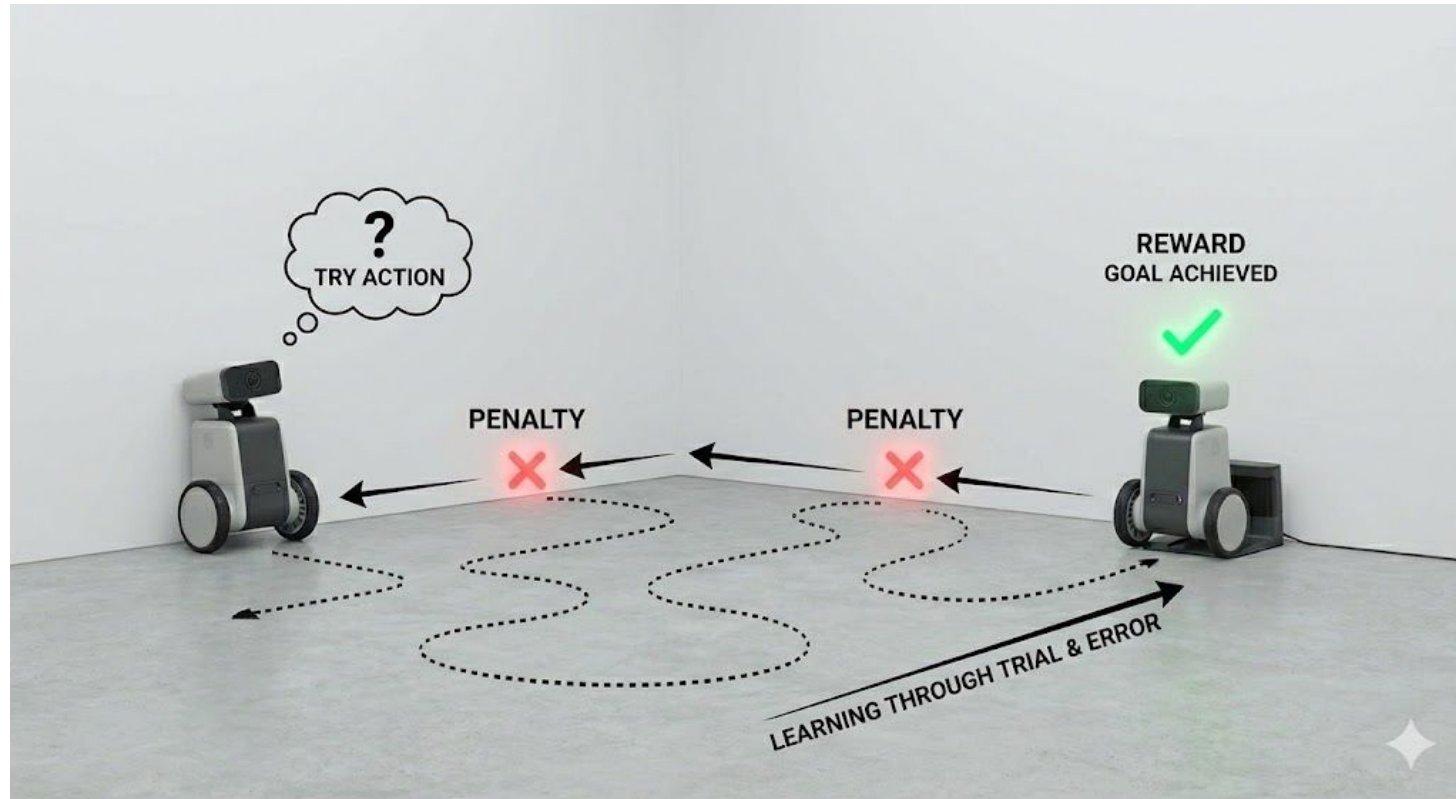 ?
TRY ACTION
REWARD
GOAL ACHIEVED
PENALTY
PENALTY
LEARNING THROUGH TRIAL & ERROR